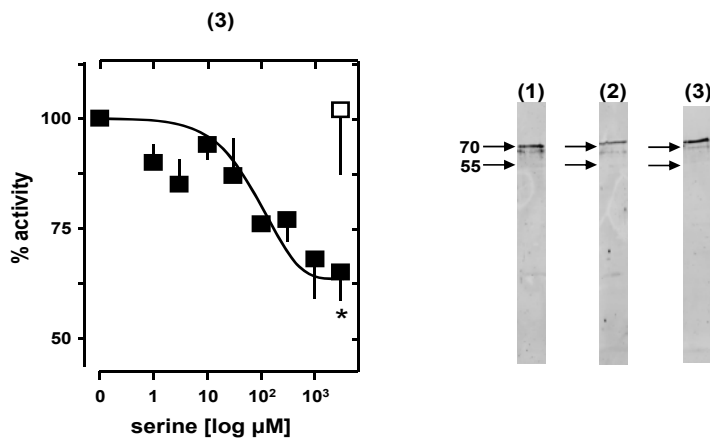 (3)
% activity
100
75
50
0 1 10 10² 10³
serine [log µM]
*
(1) (2) (3)
70
55